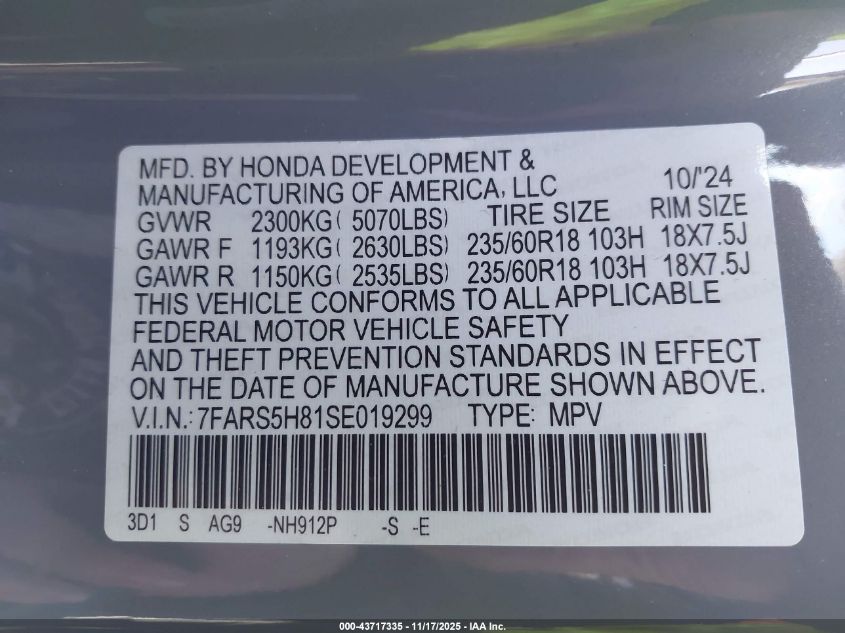 MFD. BY HONDA DEVELOPMENT &
MANUFACTURING OF AMERICA, LLC 10/'24
GVWR 2300KG( 5070LBS) TIRE SIZE RIM SIZE
GAWR F 1193KG( 2630LBS) 235/60R18 103H 18X7.5J
GAWR R 1150KG( 2535LBS) 235/60R18 103H 18X7.5J
THIS VEHICLE CONFORMS TO ALL APPLICABLE
FEDERAL MOTOR VEHICLE SAFETY
AND THEFT PREVENTION STANDARDS IN EFFECT
ON THE DATE OF MANUFACTURE SHOWN ABOVE.
V.I.N.: 7FARS5H81SE019299 TYPE: MPV
3D1 S AG9 -NH912P -S -E
000-43717335 - 11/17/2025 - IAA Inc.